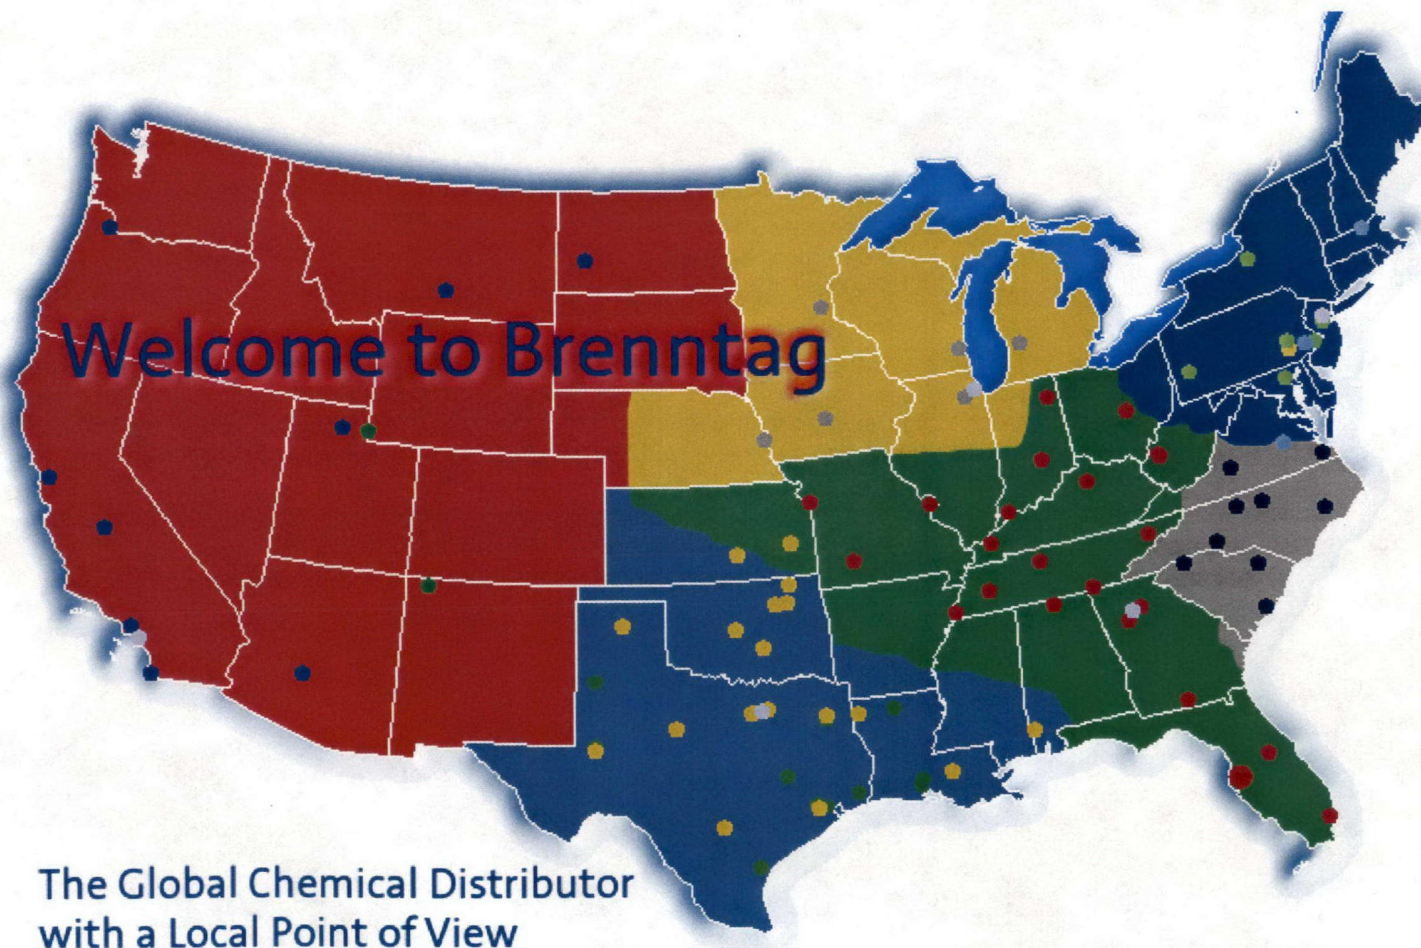 Welcome to Brenntag
The Global Chemical Distributor
with a Local Point of View